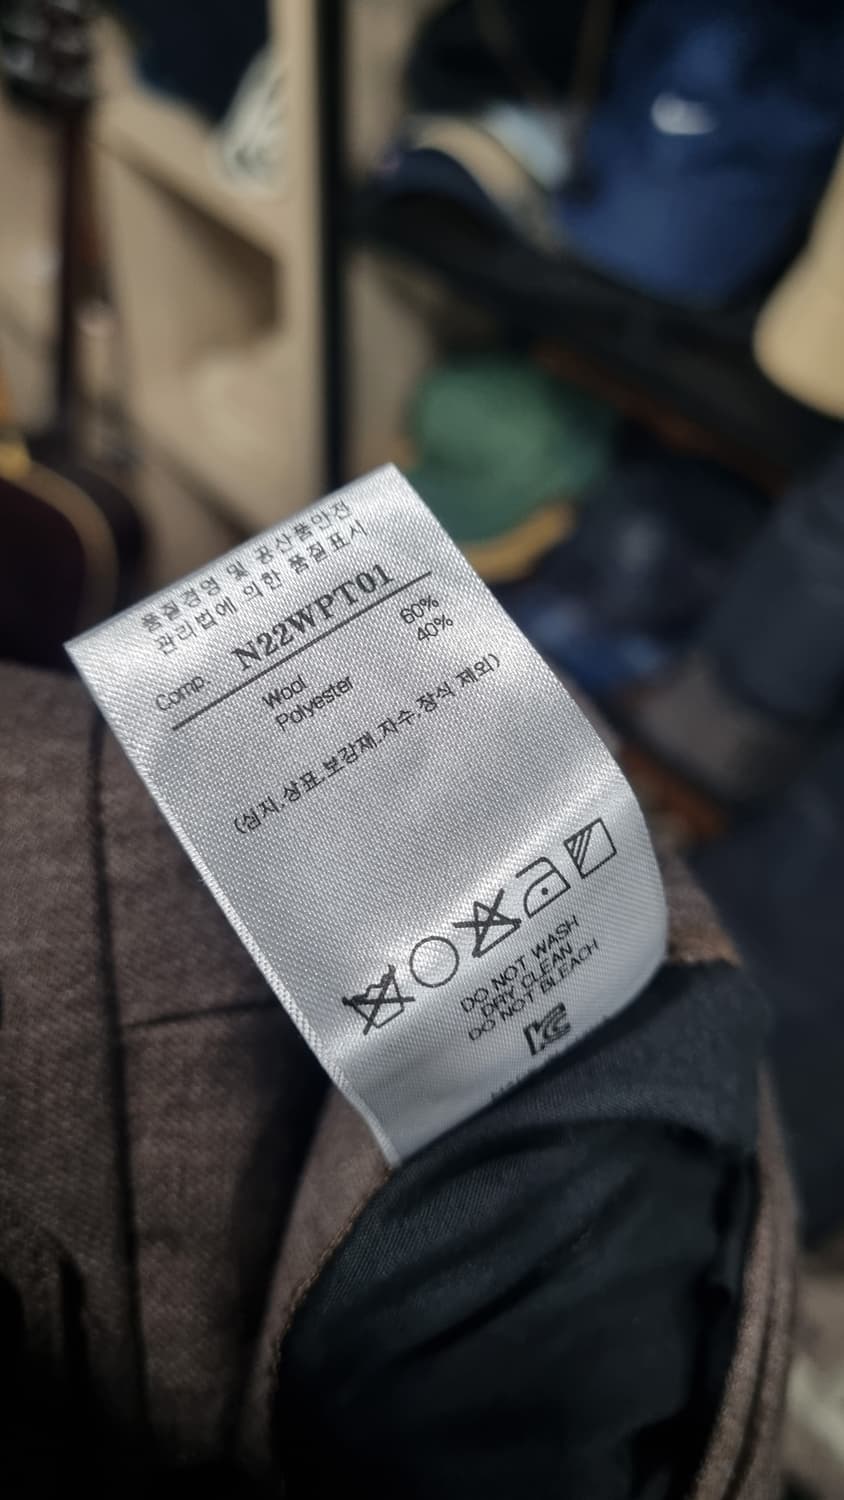 품질경영 및 공산품안전
관리법에 의한 품질표시
Comp. N22WPT01
Wool 60%
Polyester 40%
(심지,상표,보강재,자수,장식 제외)
DO NOT WASH
DRY CLEAN
DO NOT BLEACH